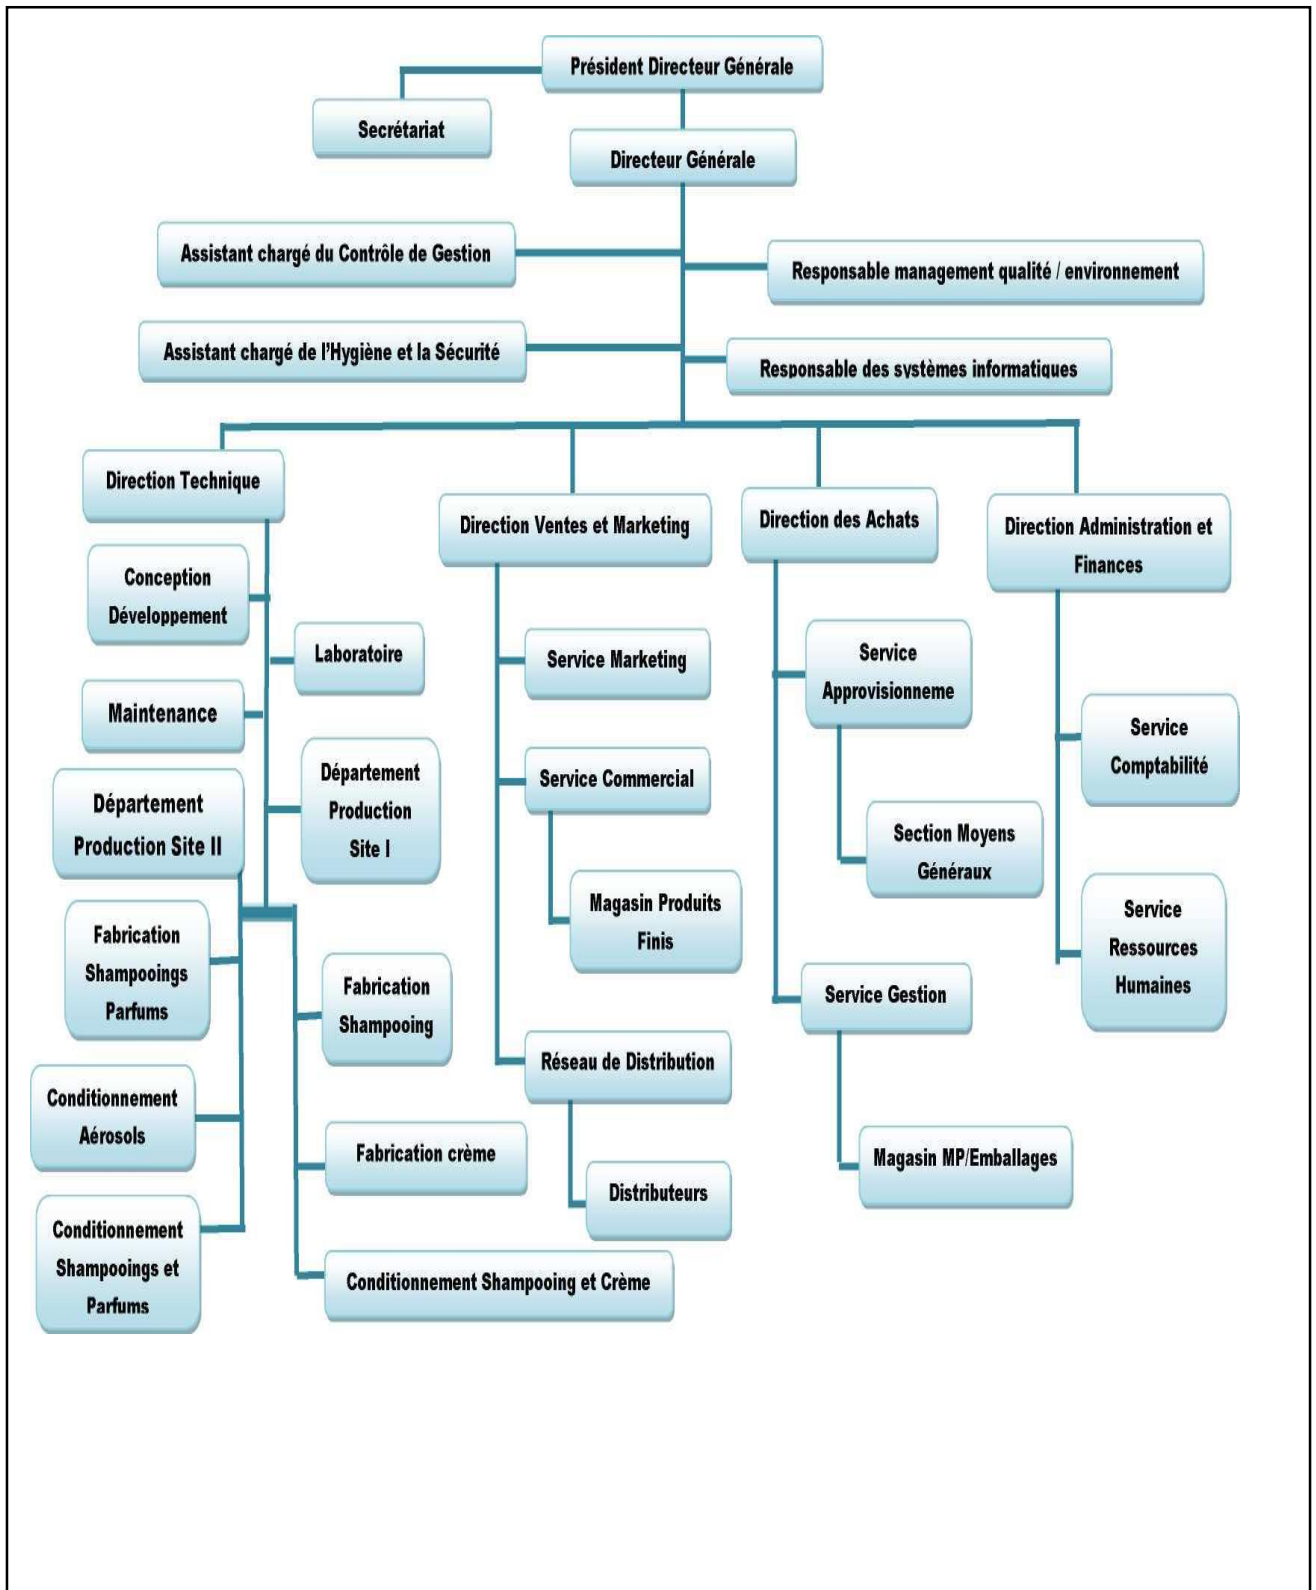 Président Directeur Générale
Secrétariat
Directeur Générale
Assistant chargé du Contrôle de Gestion
Responsable management qualité / environnement
Assistant chargé de l'Hygiène et la Sécurité
Responsable des systèmes informatiques
Direction Technique
Direction Ventes et Marketing
Direction des Achats
Direction Administration et
Finances
Conception
Développement
Laboratoire
Maintenance
Département
Production
Site I
Département
Production Site II
Fabrication
Shampooings
Parfums
Conditionnement
Aérosols
Conditionnement
Shampooings et
Parfums
Fabrication
Shampooing
Fabrication crème
Conditionnement Shampooing et Crème
Service Marketing
Service Commercial
Magasin Produits
Finis
Réseau de Distribution
Distributeurs
Service
Approvisionneme
Section Moyens
Généraux
Service Gestion
Magasin MP/Emballages
Service
Comptabilité
Service
Ressources
Humaines